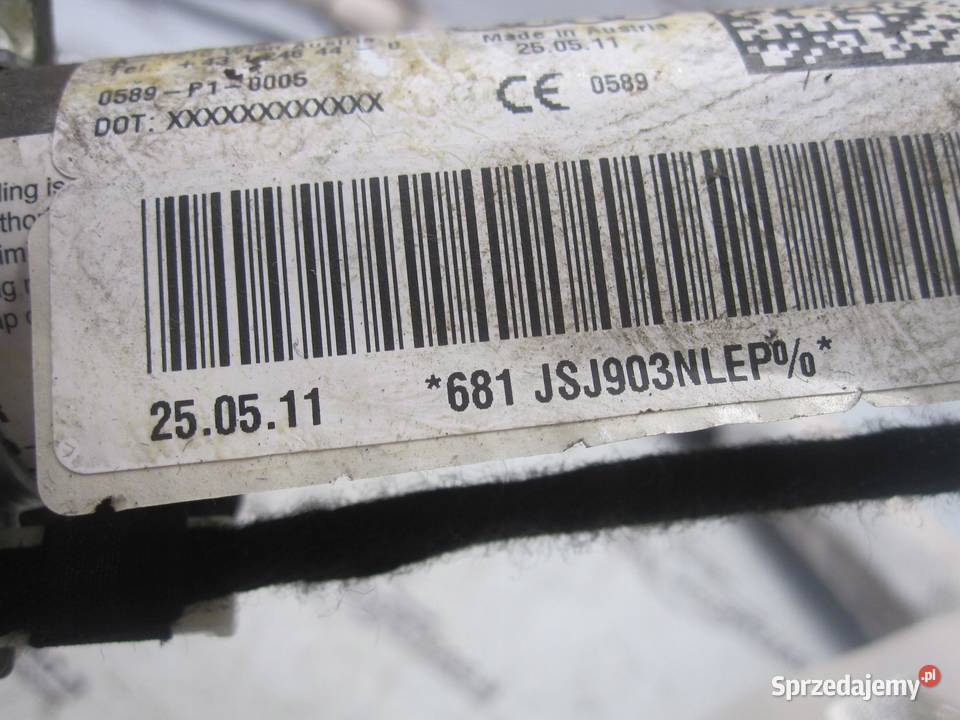 Made in Austria
25.05.11
0589-P1-0005
CE 0589
DOT: XXXXXXXXXXXX
25.05.11 *681 JSJ903NLEP%*
Sprzedajemy.pl